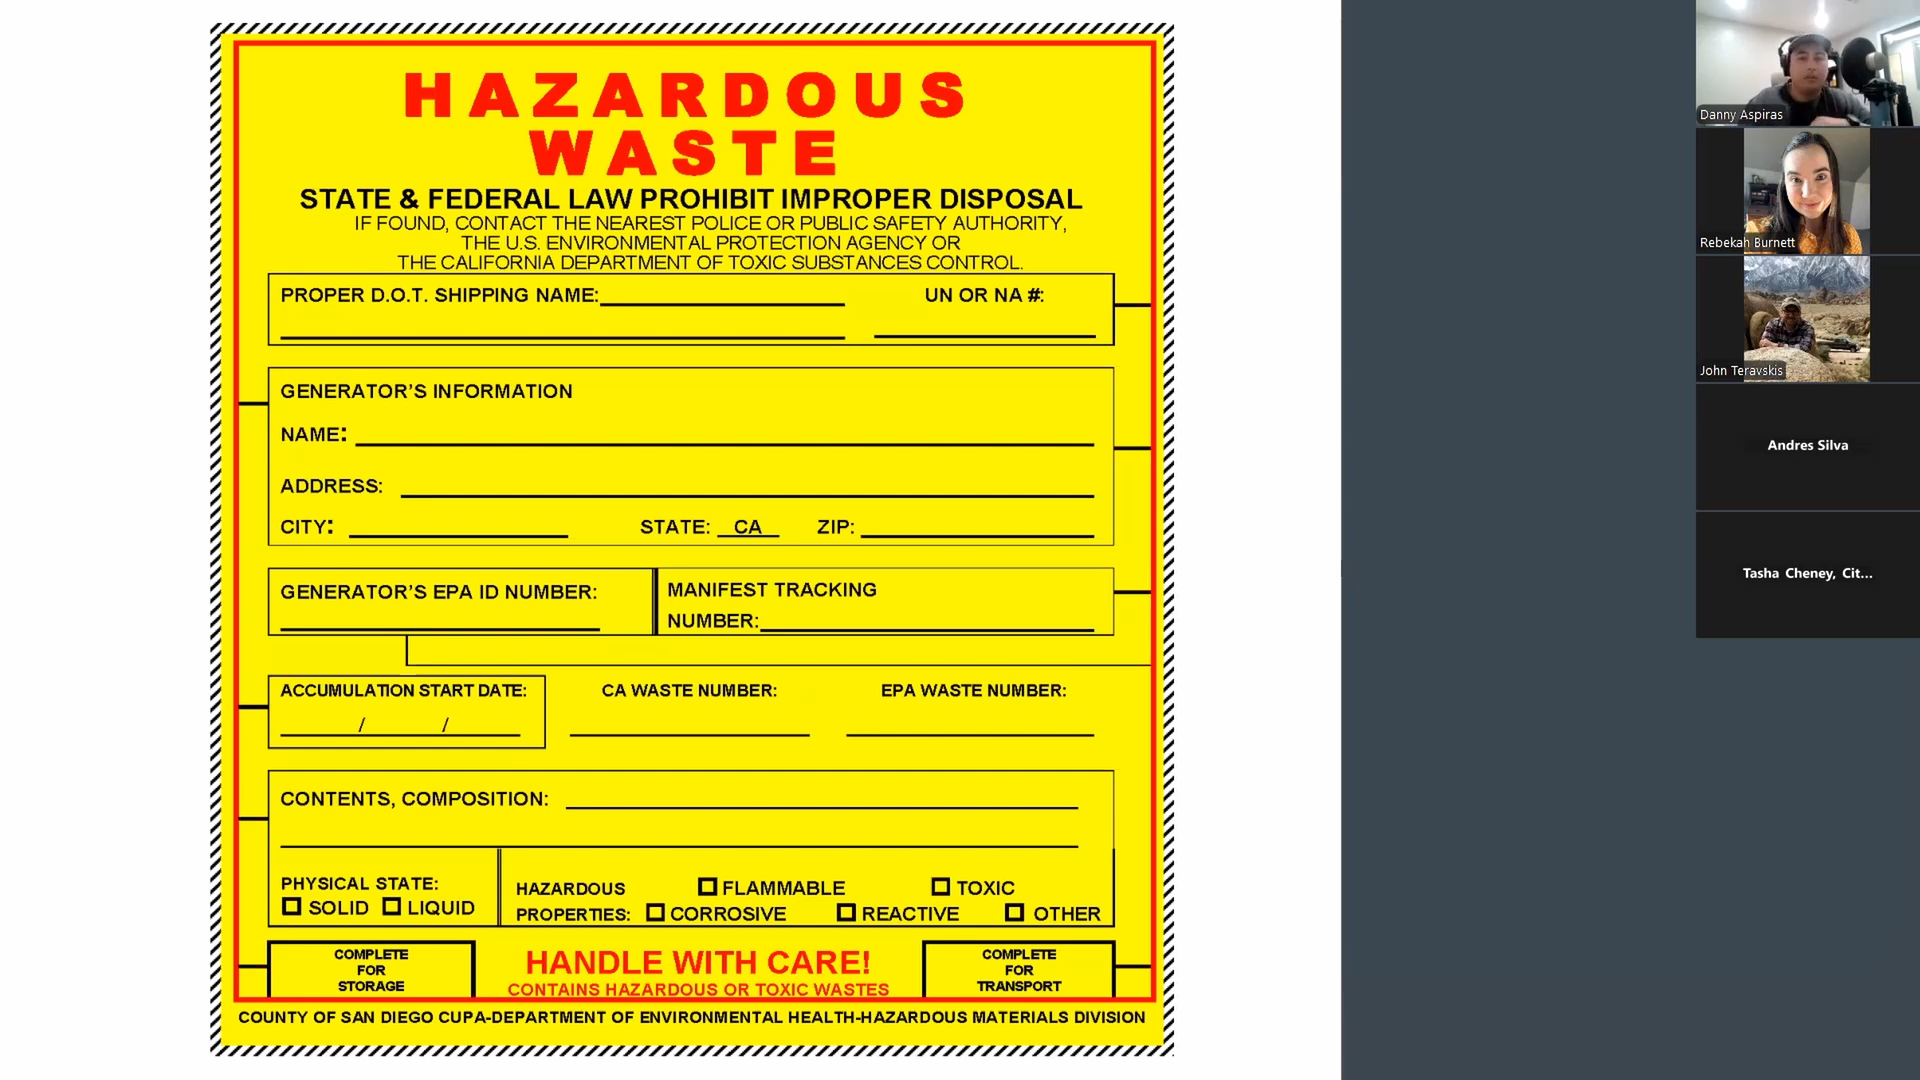 HAZARDOUS
WASTE
STATE & FEDERAL LAW PROHIBIT IMPROPER DISPOSAL
IF FOUND, CONTACT THE NEAREST POLICE OR PUBLIC SAFETY AUTHORITY,
THE U.S. ENVIRONMENTAL PROTECTION AGENCY OR
THE CALIFORNIA DEPARTMENT OF TOXIC SUBSTANCES CONTROL.
PROPER D.O.T. SHIPPING NAME: UN OR NA #:
GENERATOR'S INFORMATION
NAME:
ADDRESS:
CITY: STATE: CA ZIP:
GENERATOR'S EPA ID NUMBER:
MANIFEST TRACKING
NUMBER:
ACCUMULATION START DATE: CA WASTE NUMBER: EPA WASTE NUMBER:
/ /
CONTENTS, COMPOSITION:
PHYSICAL STATE:
SOLID LIQUID
HAZARDOUS FLAMMABLE TOXIC
PROPERTIES: CORROSIVE REACTIVE OTHER
COMPLETE
FOR
STORAGE
HANDLE WITH CARE!
CONTAINS HAZARDOUS OR TOXIC WASTES
COMPLETE
FOR
TRANSPORT
COUNTY OF SAN DIEGO CUPA-DEPARTMENT OF ENVIRONMENTAL HEALTH-HAZARDOUS MATERIALS DIVISION
Danny Aspiras
Rebekah Burnett
John Teravskis
Andres Silva
Tasha Cheney, Cit...